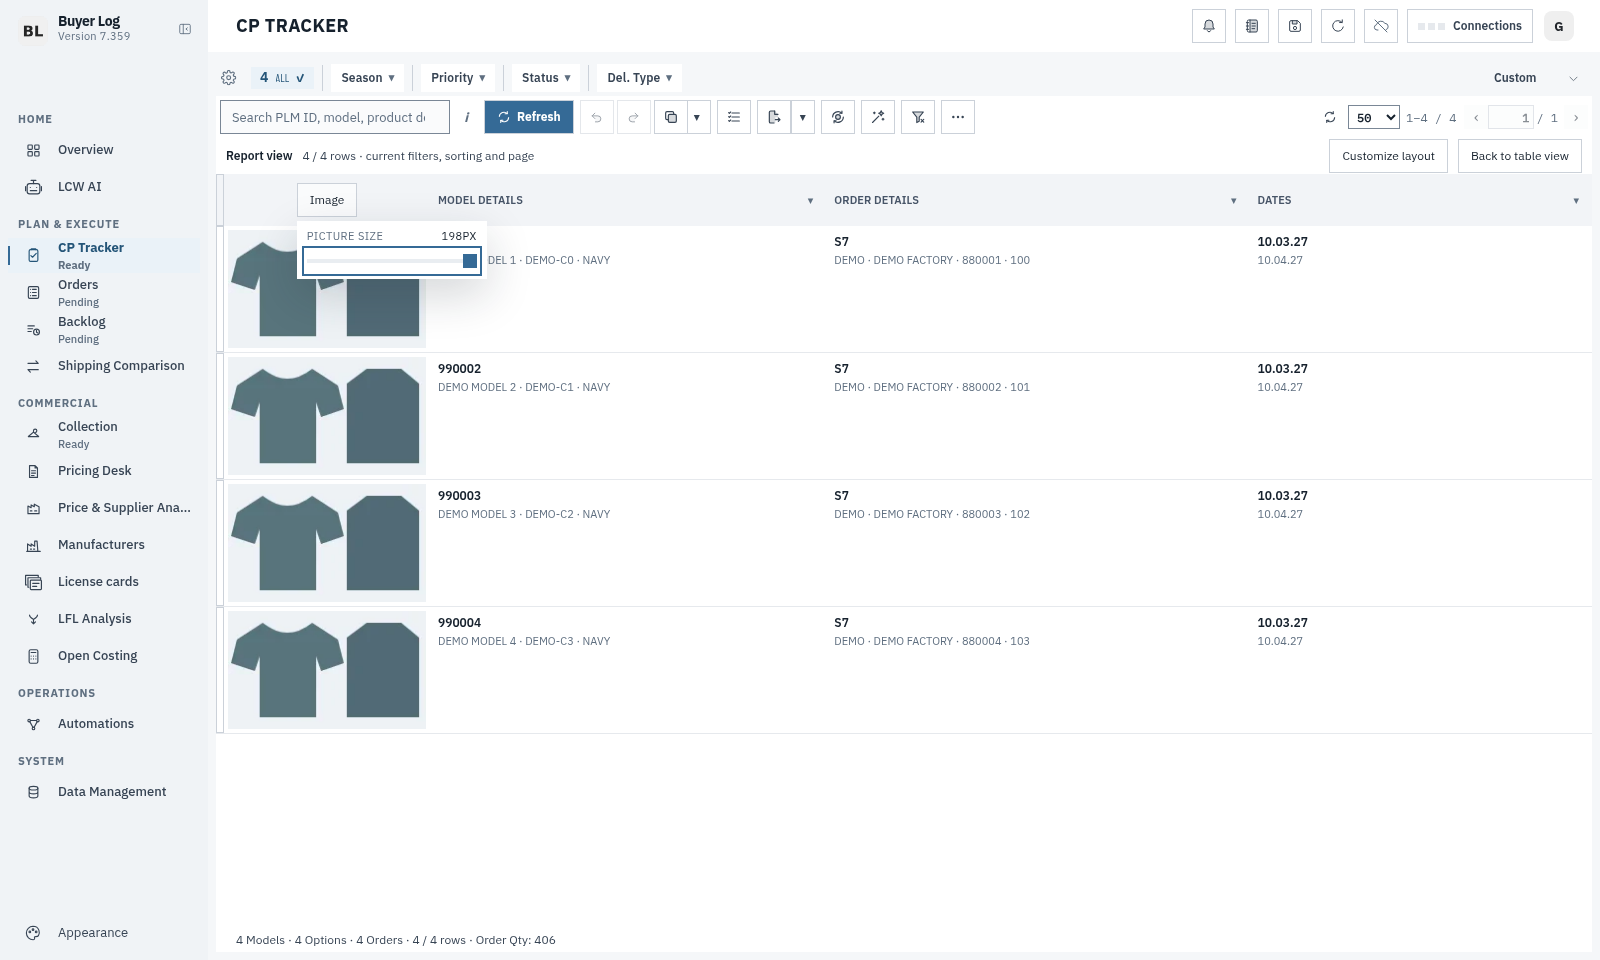 BL
Buyer Log
Version 7.359
HOME
Overview
LCW AI
PLAN & EXECUTE
CP Tracker
Ready
Orders
Pending
Backlog
Pending
Shipping Comparison
COMMERCIAL
Collection
Ready
Pricing Desk
Price & Supplier Ana...
Manufacturers
License cards
LFL Analysis
Open Costing
OPERATIONS
Automations
SYSTEM
Data Management
Appearance
CP TRACKER
Connections
G
4 ALL
Season
Priority
Status
Del. Type
Custom
Search PLM ID, model, product de
i
Refresh
50
1–4 / 4
1 / 1
Report view 4 / 4 rows · current filters, sorting and page
Customize layout
Back to table view
Image
MODEL DETAILS
ORDER DETAILS
DATES
PICTURE SIZE 198PX
DEL 1 · DEMO-C0 · NAVY
S7
DEMO · DEMO FACTORY · 880001 · 100
10.03.27
10.04.27
990002
DEMO MODEL 2 · DEMO-C1 · NAVY
S7
DEMO · DEMO FACTORY · 880002 · 101
10.03.27
10.04.27
990003
DEMO MODEL 3 · DEMO-C2 · NAVY
S7
DEMO · DEMO FACTORY · 880003 · 102
10.03.27
10.04.27
990004
DEMO MODEL 4 · DEMO-C3 · NAVY
S7
DEMO · DEMO FACTORY · 880004 · 103
10.03.27
10.04.27
4 Models · 4 Options · 4 Orders · 4 / 4 rows · Order Qty: 406